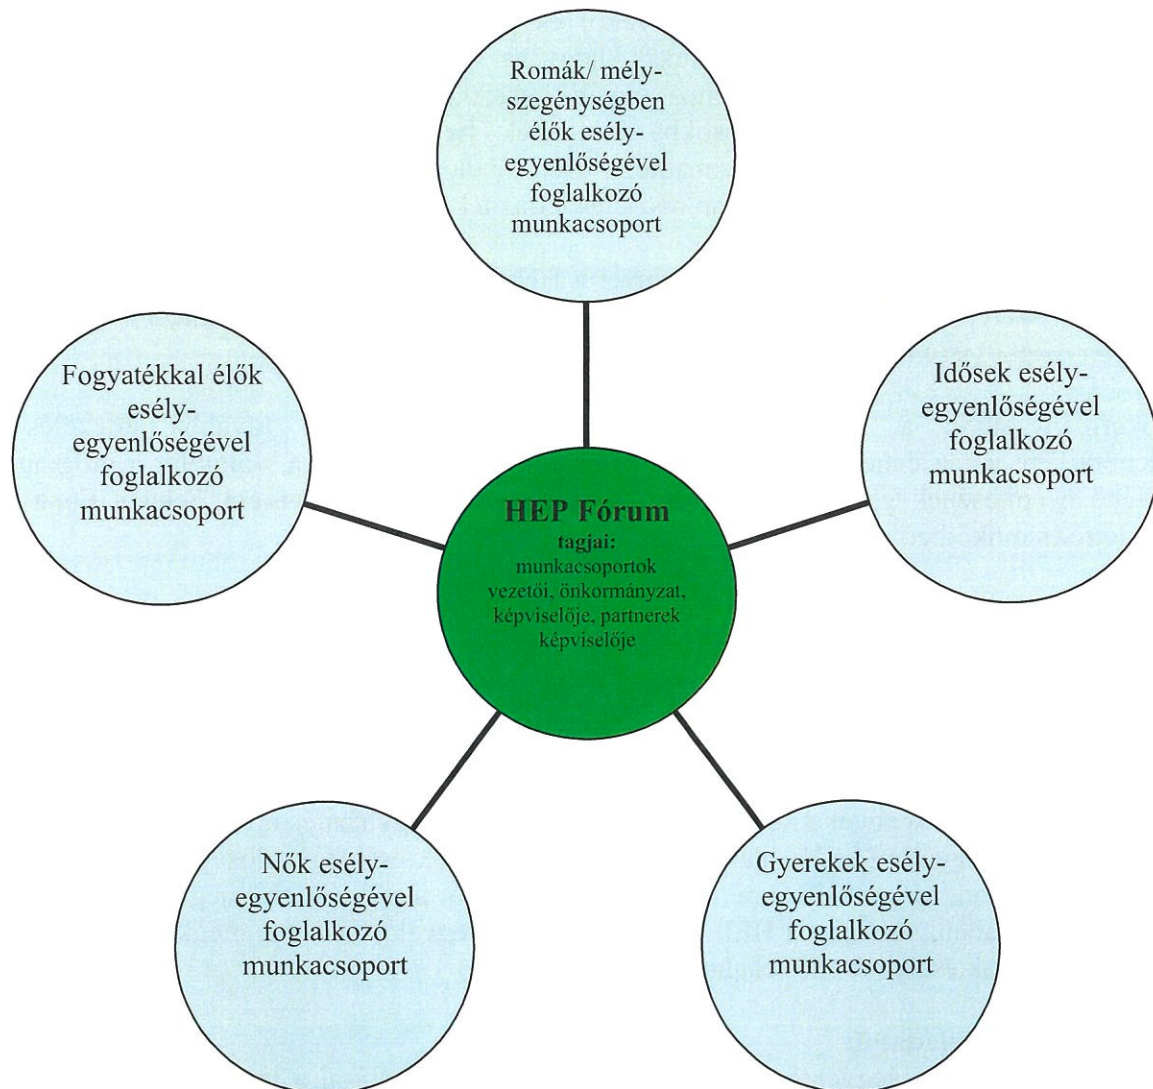 Romák/ mély-
szegénységben
élők esély-
egyenlőségével
foglalkozó
munkacsoport
Fogyatékkal élők
esély-
egyenlőségével
foglalkozó
munkacsoport
Idősek esély-
egyenlőségével
foglalkozó
munkacsoport
HEP Fórum
tagjai:
munkacsoportok
vezetői, önkormányzat,
képviselője, partnerek
képviselője
Nők esély-
egyenlőségével
foglalkozó
munkacsoport
Gyerekek esély-
egyenlőségével
foglalkozó
munkacsoport